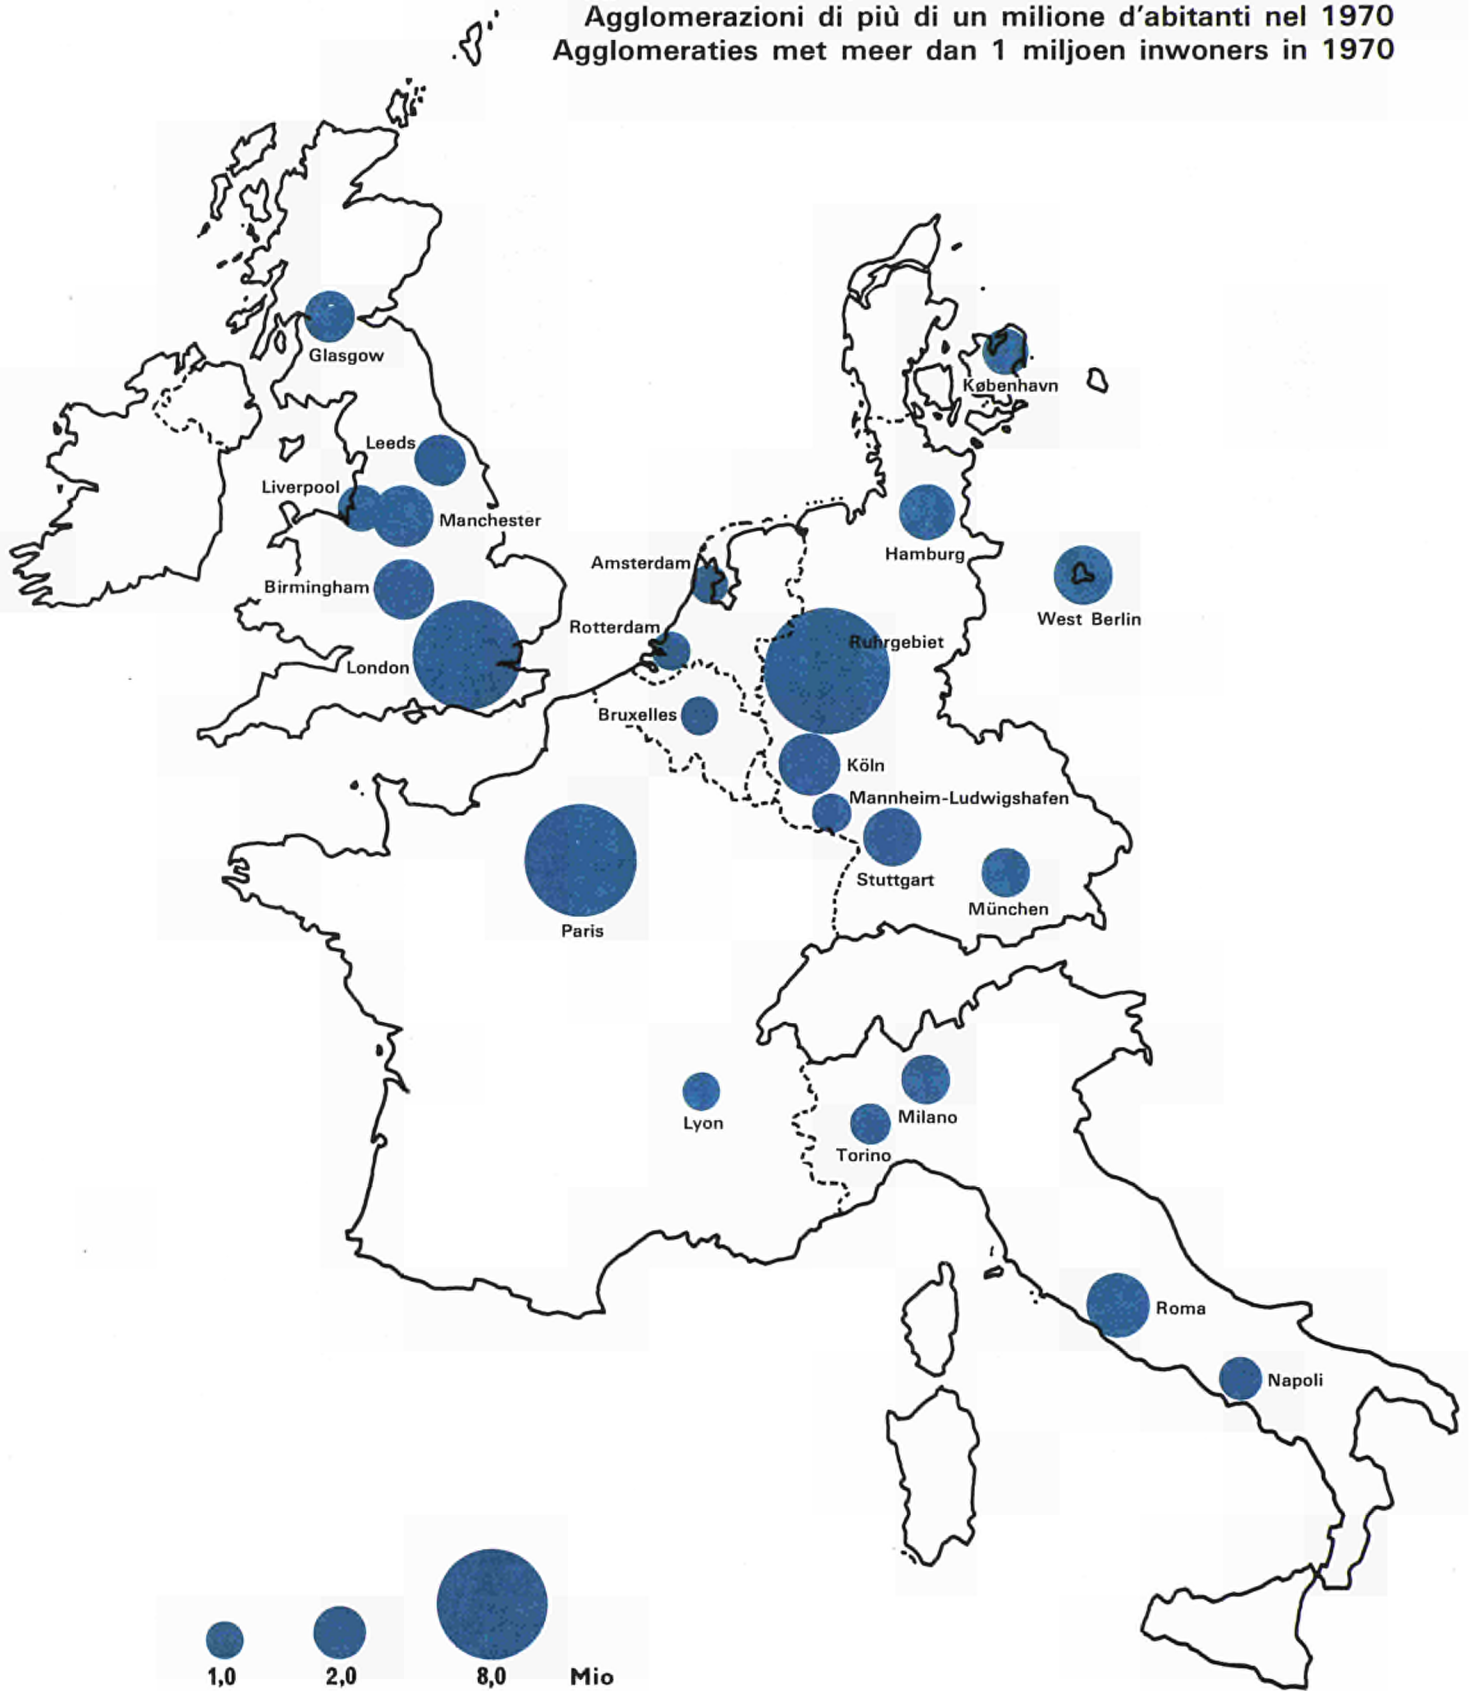 Agglomerazioni di più di un milione d'abitanti nel 1970
Agglomeraties met meer dan 1 miljoen inwoners in 1970
Glasgow
København
Leeds
Liverpool
Manchester
Hamburg
Amsterdam
Birmingham
West Berlin
Rotterdam
Ruhrgebiet
London
Bruxelles
Köln
Mannheim-Ludwigshafen
Stuttgart
München
Paris
Milano
Lyon
Torino
Roma
Napoli
1,0 2,0 8,0 Mio